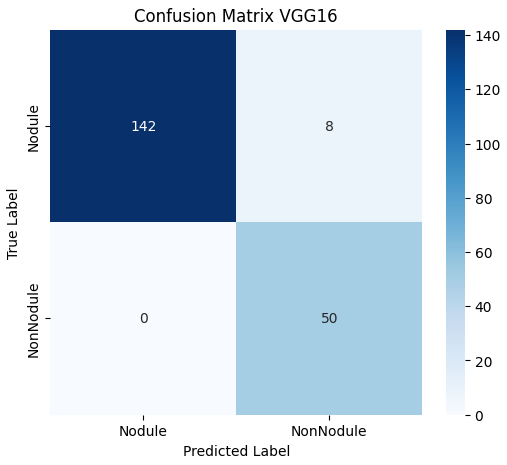 Confusion Matrix VGG16
True Label
Nodule
NonNodule
142
8
0
50
Nodule
NonNodule
Predicted Label
140
120
100
80
60
40
20
0